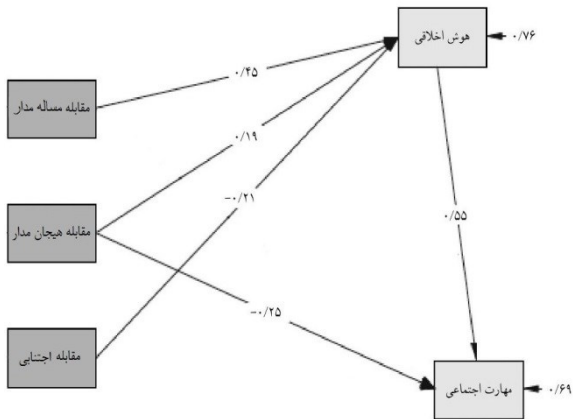 هوش اخلاقی
۰/۷۶
مقابله مساله مدار
۰/۴۵
۰/۱۹
مقابله هیجان مدار
-۰/۲۱
۰/۵۵
-۰/۲۵
مقابله اجتنابی
مهارت اجتماعی
۰/۶۹